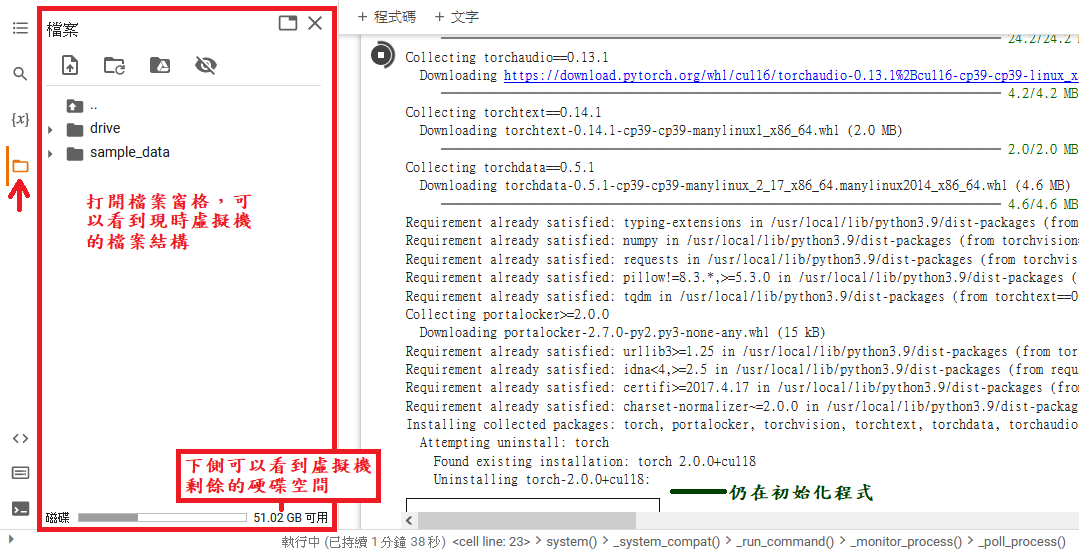 檔案
..
drive
sample_data
打開檔案窗格，可
以看到現時虛擬機
的檔案結構
下側可以看到虛擬機
剩餘的硬碟空間
磁碟
51.02 GB 可用
{x}
+ 程式碼 + 文字
24.2/24.2 M
Collecting torchaudio==0.13.1
Downloading https://download.pytorch.org/whl/cu116/torchaudio-0.13.1%2Bcu116-cp39-cp39-linux_x
4.2/4.2 MB
Collecting torchtext==0.14.1
Downloading torchtext-0.14.1-cp39-cp39-manylinux1_x86_64.whl (2.0 MB)
2.0/2.0 MB
Collecting torchdata==0.5.1
Downloading torchdata-0.5.1-cp39-cp39-manylinux_2_17_x86_64.manylinux2014_x86_64.whl (4.6 MB)
4.6/4.6 MB
Requirement already satisfied: typing-extensions in /usr/local/lib/python3.9/dist-packages (from
Requirement already satisfied: numpy in /usr/local/lib/python3.9/dist-packages (from torchvision=
Requirement already satisfied: requests in /usr/local/lib/python3.9/dist-packages (from torchvis
Requirement already satisfied: pillow!=8.3.*,>=5.3.0 in /usr/local/lib/python3.9/dist-packages (
Requirement already satisfied: tqdm in /usr/local/lib/python3.9/dist-packages (from torchtext==0
Collecting portalocker>=2.0.0
Downloading portalocker-2.7.0-py2.py3-none-any.whl (15 kB)
Requirement already satisfied: urllib3>=1.25 in /usr/local/lib/python3.9/dist-packages (from tor
Requirement already satisfied: idna<4,>=2.5 in /usr/local/lib/python3.9/dist-packages (from requ
Requirement already satisfied: certifi>=2017.4.17 in /usr/local/lib/python3.9/dist-packages (from
Requirement already satisfied: charset-normalizer~=2.0.0 in /usr/local/lib/python3.9/dist-packag
Installing collected packages: torch, portalocker, torchvision, torchtext, torchdata, torchaudio
Attempting uninstall: torch
Found existing installation: torch 2.0.0+cu118
Uninstalling torch-2.0.0+cu118:
仍在初始化程式
執行中 (已持續 1 分鐘 38 秒) <cell line: 23> > system() > _system_compat() > _run_command() > _monitor_process() > _poll_process()